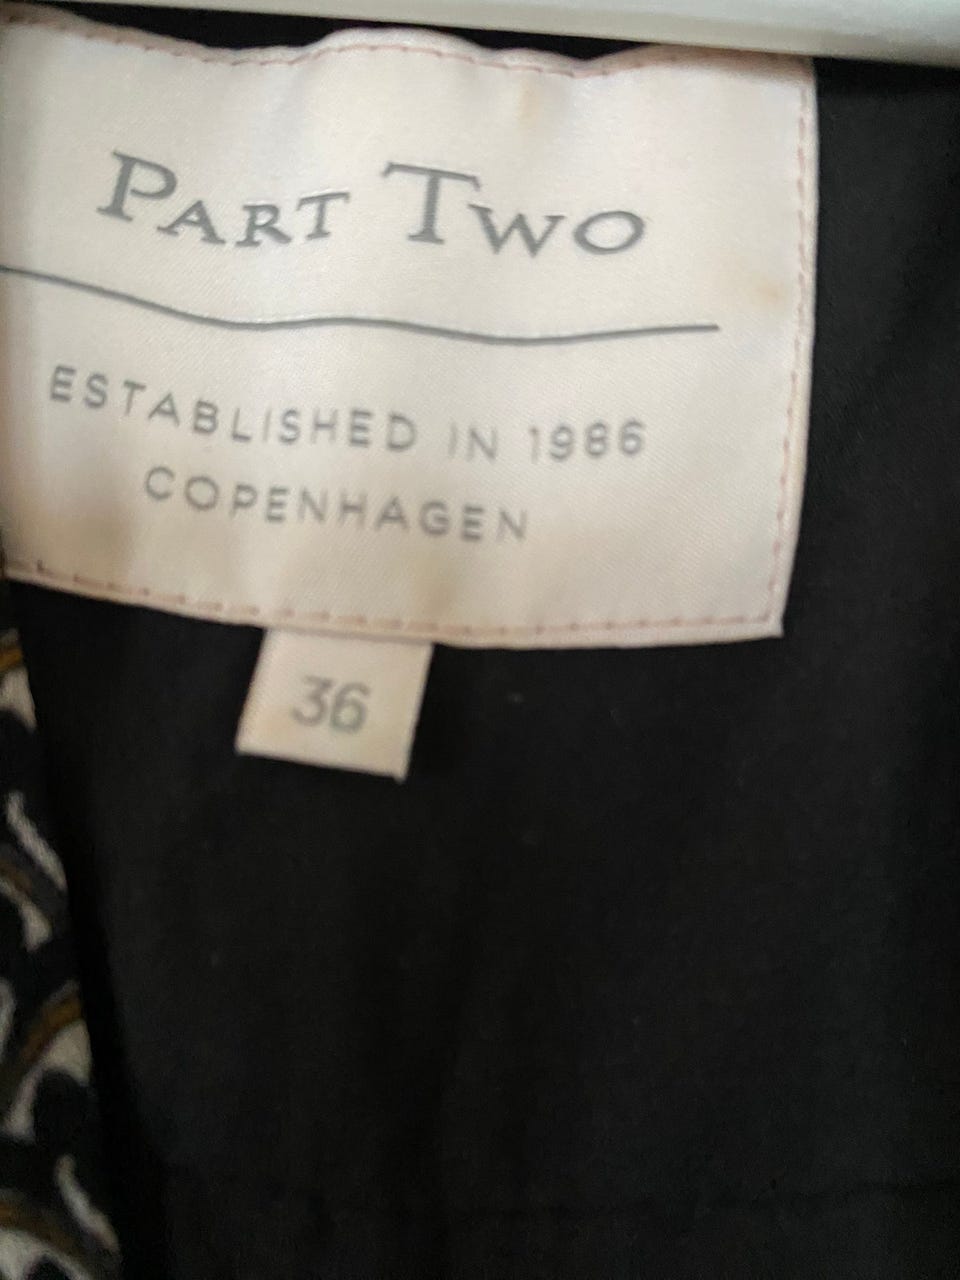 PART TWO
ESTABLISHED IN 1986
COPENHAGEN
36